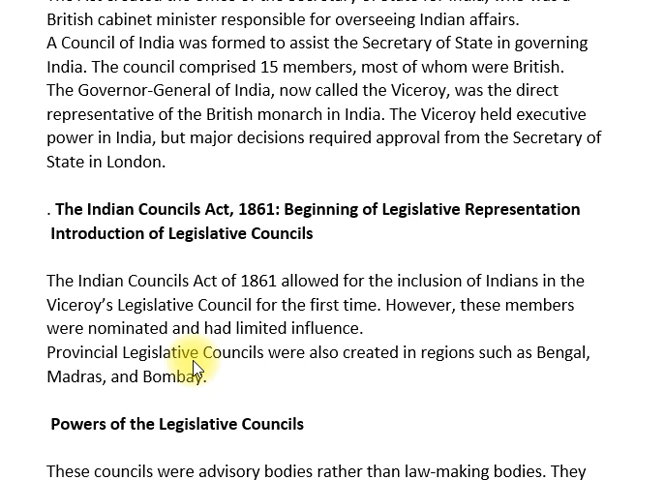 British cabinet minister responsible for overseeing Indian affairs.
A Council of India was formed to assist the Secretary of State in governing
India. The council comprised 15 members, most of whom were British.
The Governor-General of India, now called the Viceroy, was the direct
representative of the British monarch in India. The Viceroy held executive
power in India, but major decisions required approval from the Secretary of
State in London.
. The Indian Councils Act, 1861: Beginning of Legislative Representation
Introduction of Legislative Councils
The Indian Councils Act of 1861 allowed for the inclusion of Indians in the
Viceroy’s Legislative Council for the first time. However, these members
were nominated and had limited influence.
Provincial Legislative Councils were also created in regions such as Bengal,
Madras, and Bombay.
Powers of the Legislative Councils
These councils were advisory bodies rather than law-making bodies. They